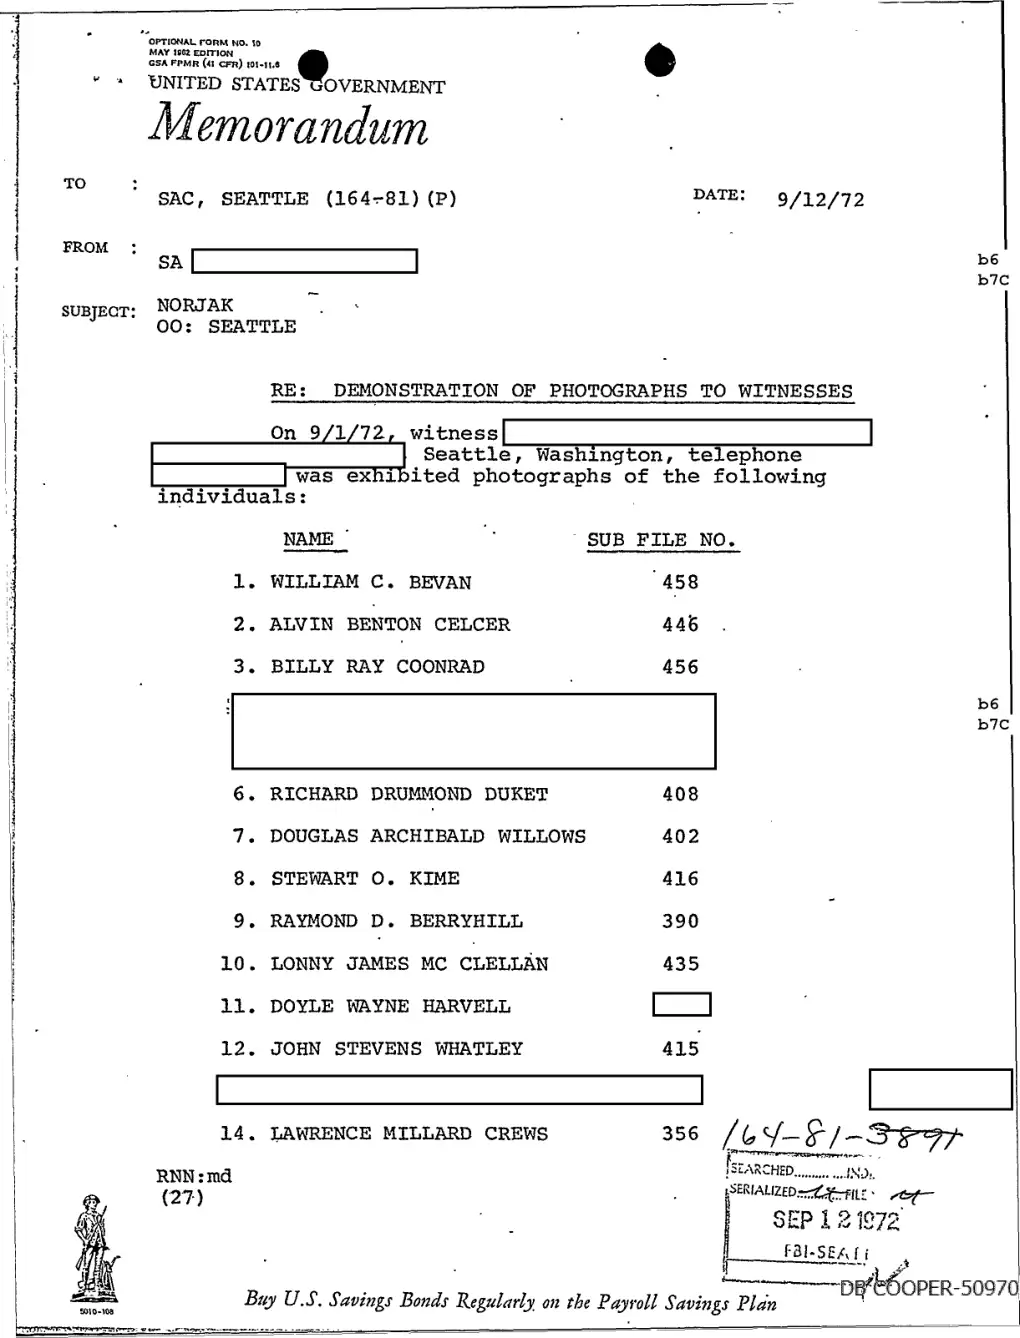 OPTIONAL FORM NO. 10
MAY 1962 EDITION
GSA FPMR (41 CFR) 101-11.6
UNITED STATES GOVERNMENT
Memorandum
TO : SAC, SEATTLE (164-81)(P) DATE: 9/12/72
FROM : SA
b6
b7C
SUBJECT: NORJAK
OO: SEATTLE
RE: DEMONSTRATION OF PHOTOGRAPHS TO WITNESSES
On 9/1/72, witness
Seattle, Washington, telephone
was exhibited photographs of the following
individuals:
NAME SUB FILE NO.
1. WILLIAM C. BEVAN 458
2. ALVIN BENTON CELCER 446
3. BILLY RAY COONRAD 456
b6
b7C
6. RICHARD DRUMMOND DUKET 408
7. DOUGLAS ARCHIBALD WILLOWS 402
8. STEWART O. KIME 416
9. RAYMOND D. BERRYHILL 390
10. LONNY JAMES MC CLELLAN 435
11. DOYLE WAYNE HARVELL
12. JOHN STEVENS WHATLEY 415
14. LAWRENCE MILLARD CREWS 356
164-81-3891
RNN:md
(27)
SEARCHED
SERIALIZED FILE
SEP 12 1972
FBI-SEA
5010-108
Buy U.S. Savings Bonds Regularly on the Payroll Savings Plan
DB COOPER-50970